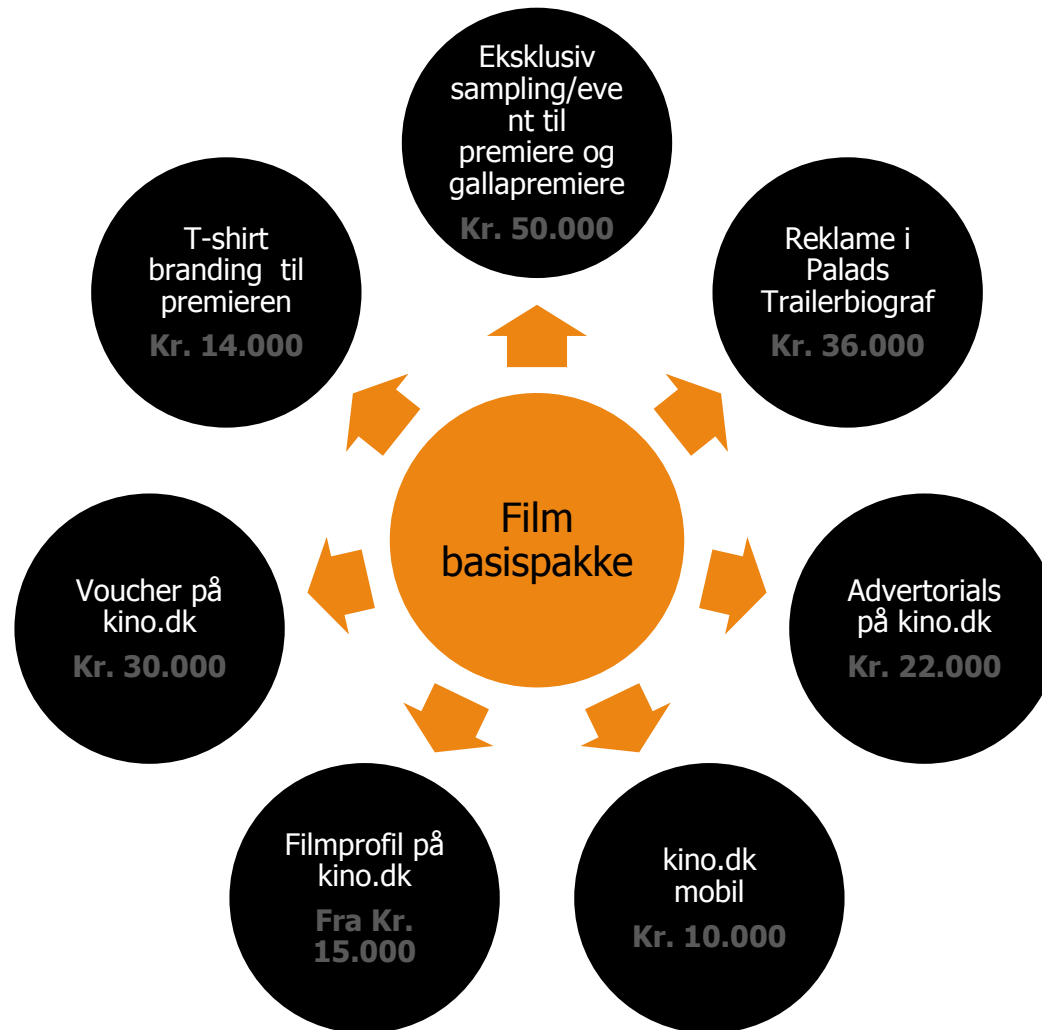 Eksklusiv
sampling/eve
nt til
premiere og
gallapremiere
Kr. 50.000
Reklame i
Palads
Trailerbiograf
Kr. 36.000
Advertorials
på kino.dk
Kr. 22.000
kino.dk
mobil
Kr. 10.000
Filmprofil på
kino.dk
Fra Kr.
15.000
Voucher på
kino.dk
Kr. 30.000
T-shirt
branding til
premieren
Kr. 14.000
Film
basispakke